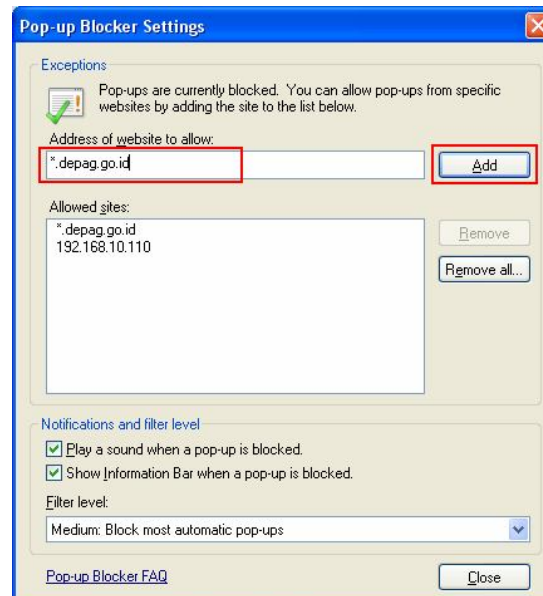 Pop-up Blocker Settings
Exceptions
Pop-ups are currently blocked. You can allow pop-ups from specific
websites by adding the site to the list below.
Address of website to allow:
*.depag.go.id
Add
Allowed sites:
*.depag.go.id
192.168.10.110
Remove
Remove all...
Notifications and filter level
Play a sound when a pop-up is blocked.
Show Information Bar when a pop-up is blocked.
Filter level:
Medium: Block most automatic pop-ups
Pop-up Blocker FAQ
Close